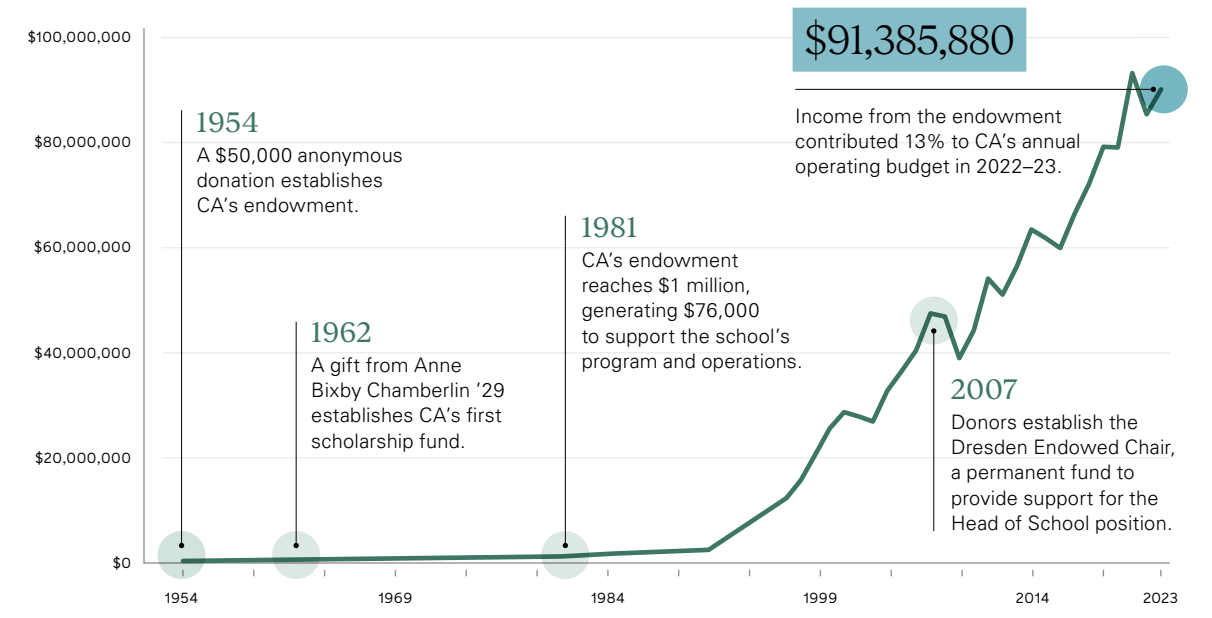 $100,000,000
$80,000,000
$60,000,000
$40,000,000
$20,000,000
$0
1954
A $50,000 anonymous
donation establishes
CA’s endowment.
1962
A gift from Anne
Bixby Chamberlin ’29
establishes CA’s first
scholarship fund.
1981
CA’s endowment
reaches $1 million,
generating $76,000
to support the school’s
program and operations.
$91,385,880
Income from the endowment
contributed 13% to CA’s annual
operating budget in 2022–23.
2007
Donors establish the
Dresden Endowed Chair,
a permanent fund to
provide support for the
Head of School position.
1954 1969 1984 1999 2014 2023